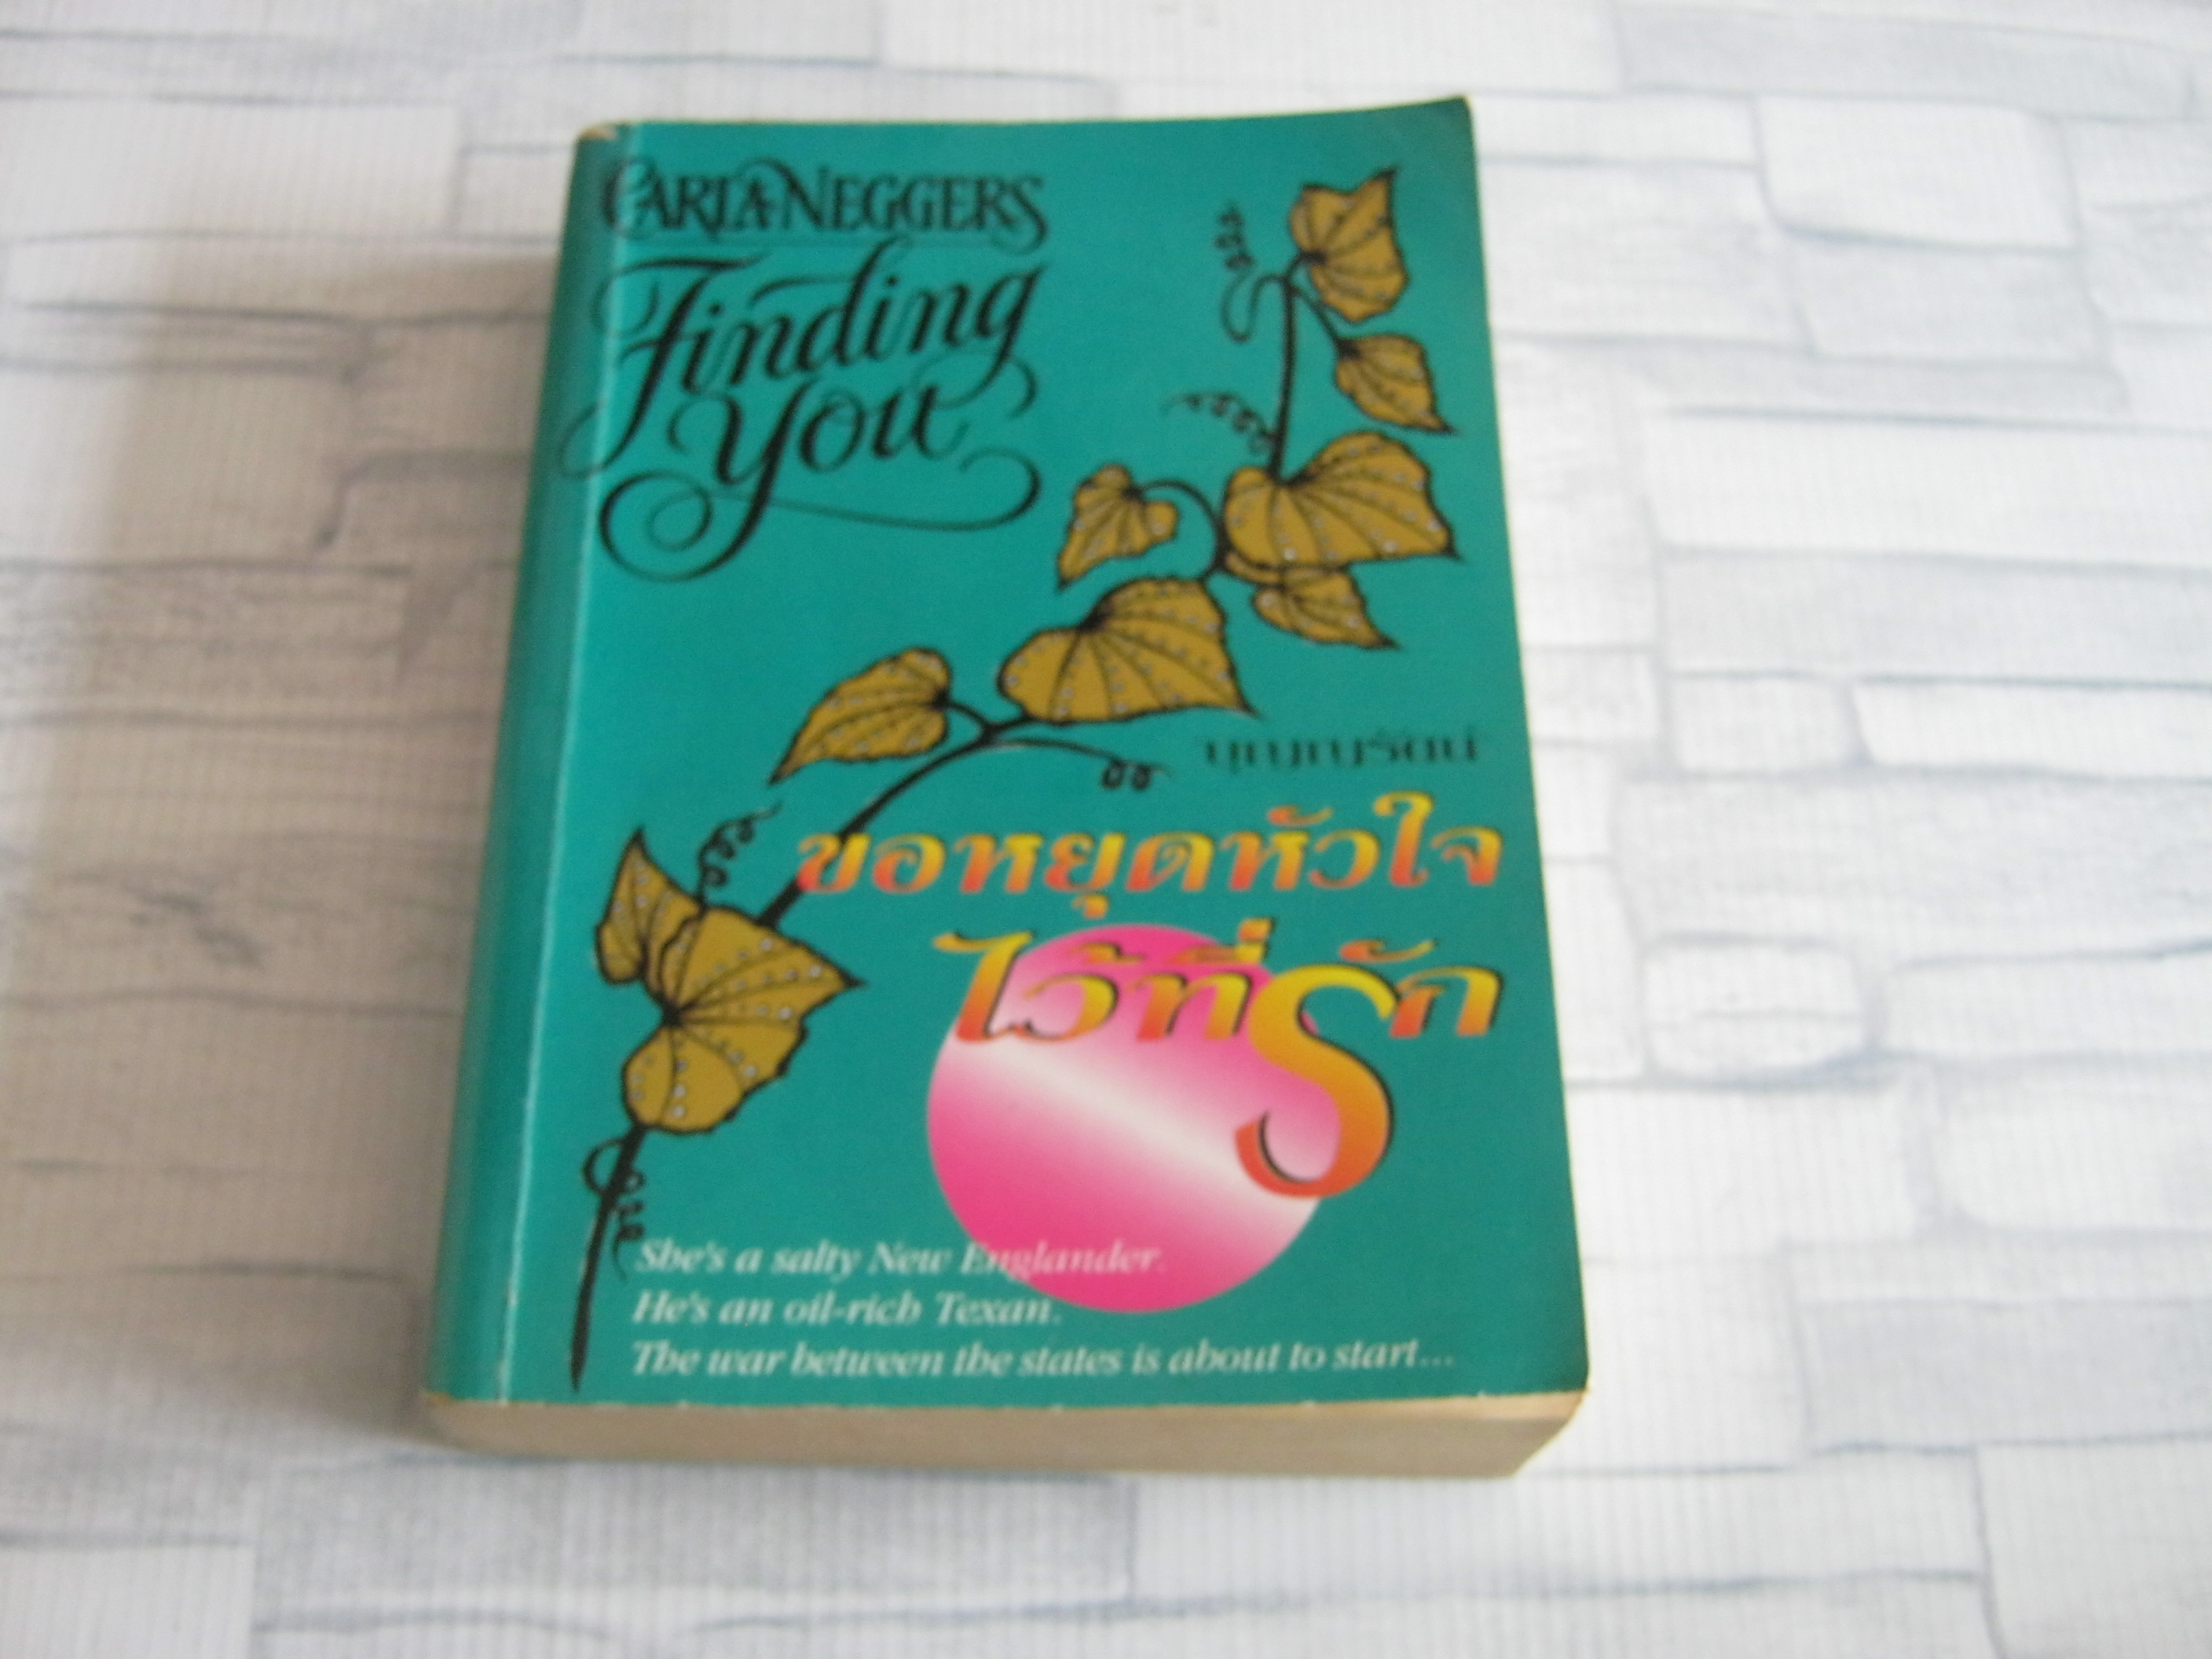 CARLA NEGGERS
Finding
You
บุญญรัตน์
ขอหยุดหัวใจ
ไว้ที่รัก
She's a salty New Englander.
He's an oil-rich Texan.
The war between the states is about to start...